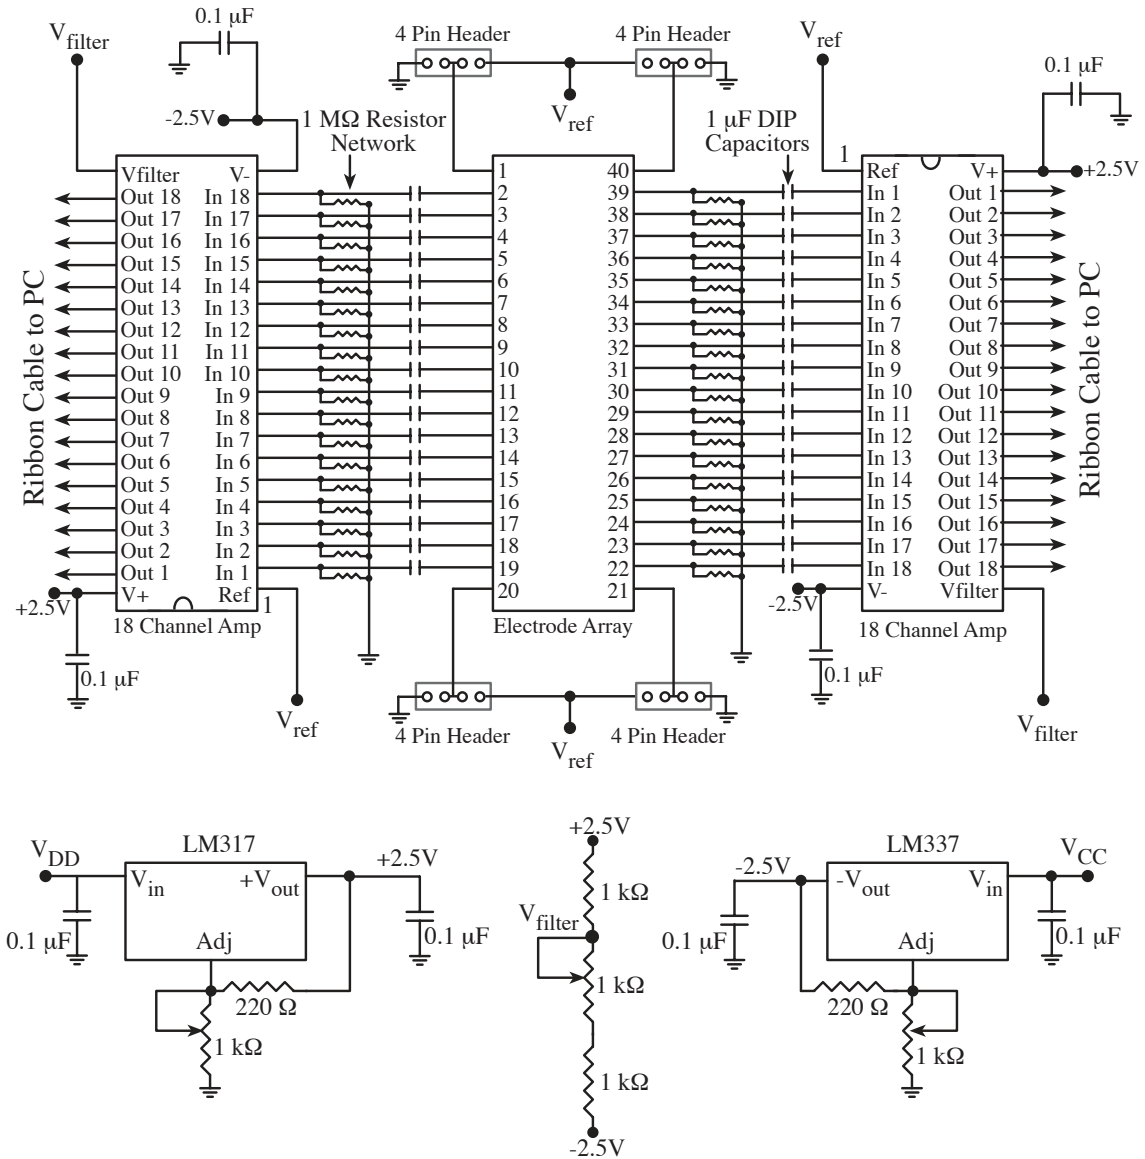 0.1 µF
V filter
4 Pin Header
4 Pin Header
V ref
0.1 µF
-2.5V
1 MΩ Resistor
Network
V ref
1 µF DIP
Capacitors
+2.5V
1
Vfilter
V-
Out 18 In 18
Out 17 In 17
Out 16 In 16
Out 15 In 15
Out 14 In 14
Out 13 In 13
Out 12 In 12
Out 11 In 11
Out 10 In 10
Out 9 In 9
Out 8 In 8
Out 7 In 7
Out 6 In 6
Out 5 In 5
Out 4 In 4
Out 3 In 3
Out 2 In 2
Out 1 In 1
V+ Ref
1
+2.5V
18 Channel Amp
Ribbon Cable to PC
0.1 µF
V ref
1 40
2 39
3 38
4 37
5 36
6 35
7 34
8 33
9 32
10 31
11 30
12 29
13 28
14 27
15 26
16 25
17 24
18 23
19 22
20 21
Electrode Array
4 Pin Header
4 Pin Header
V ref
Ref V+
In 1 Out 1
In 2 Out 2
In 3 Out 3
In 4 Out 4
In 5 Out 5
In 6 Out 6
In 7 Out 7
In 8 Out 8
In 9 Out 9
In 10 Out 10
In 11 Out 11
In 12 Out 12
In 13 Out 13
In 14 Out 14
In 15 Out 15
In 16 Out 16
In 17 Out 17
In 18 Out 18
V- Vfilter
-2.5V
18 Channel Amp
Ribbon Cable to PC
0.1 µF
V filter
LM317
V DD
V in
+V out
Adj
+2.5V
0.1 µF
0.1 µF
220 Ω
1 kΩ
+2.5V
1 kΩ
V filter
1 kΩ
1 kΩ
-2.5V
LM337
-2.5V
-V out
V in
Adj
V CC
0.1 µF
0.1 µF
220 Ω
1 kΩ